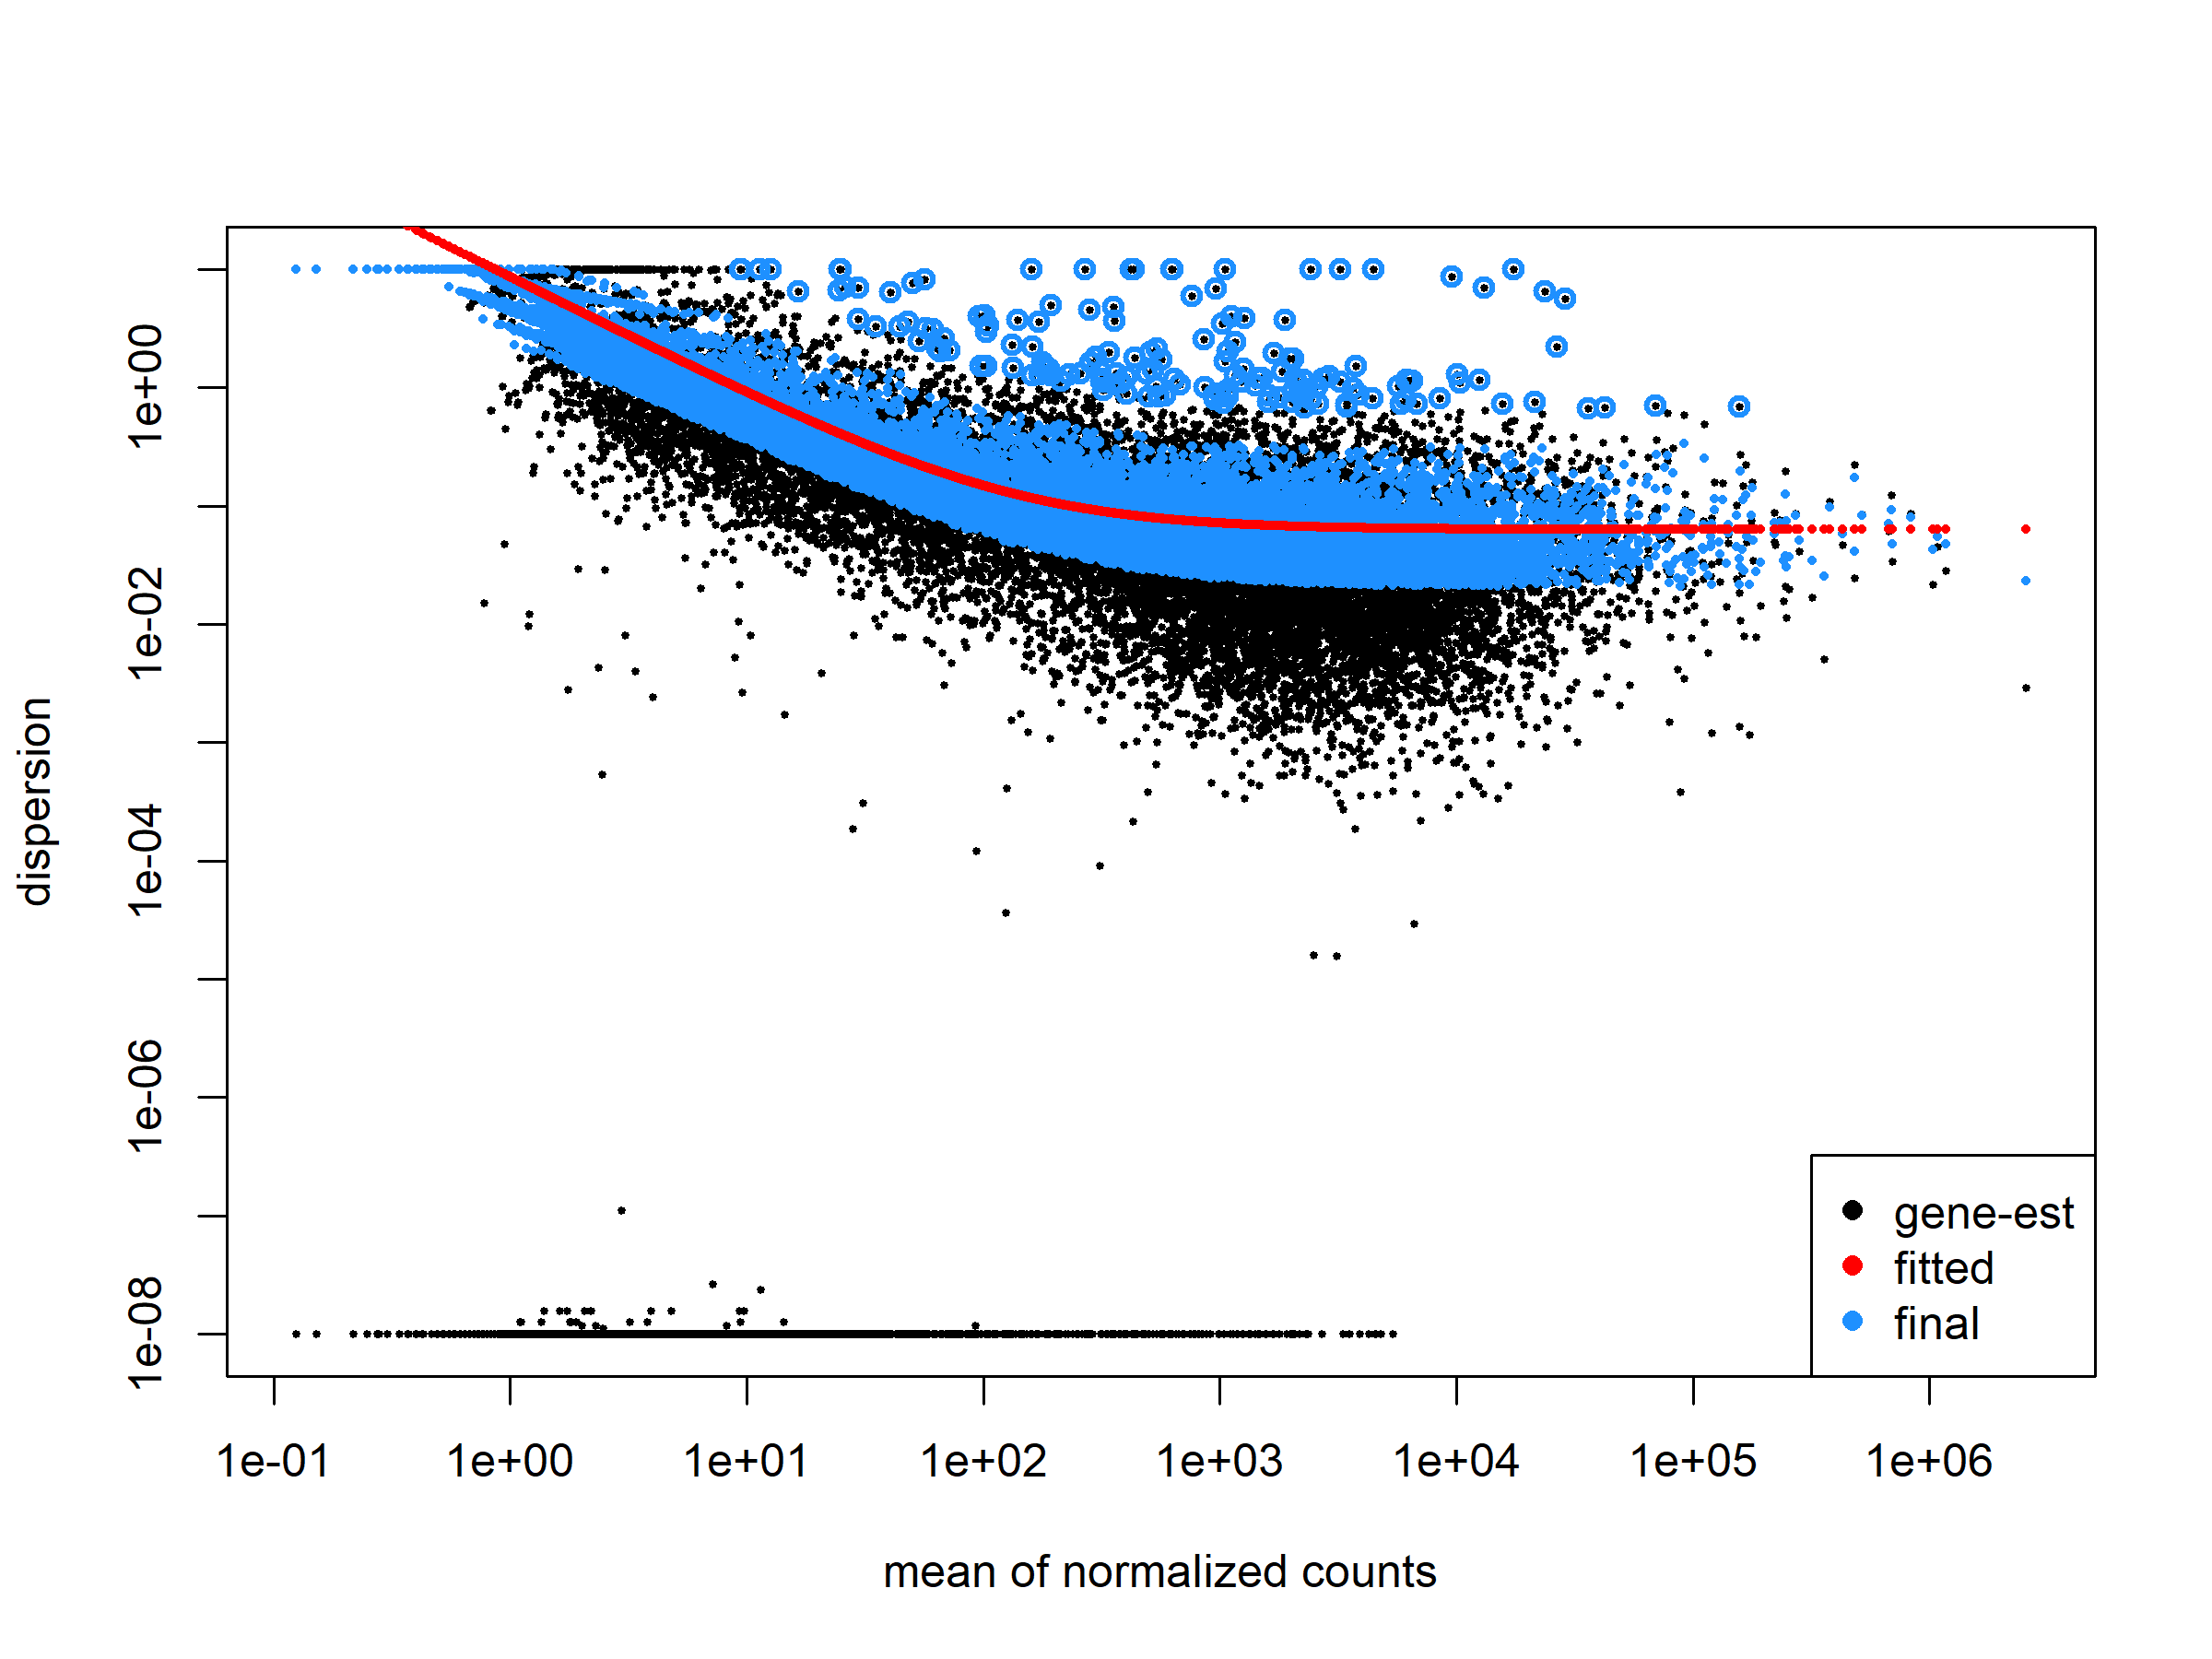 dispersion
1e+00
1e-02
1e-04
1e-06
1e-08
gene-est
fitted
final
1e-01 1e+00 1e+01 1e+02 1e+03 1e+04 1e+05 1e+06
mean of normalized counts